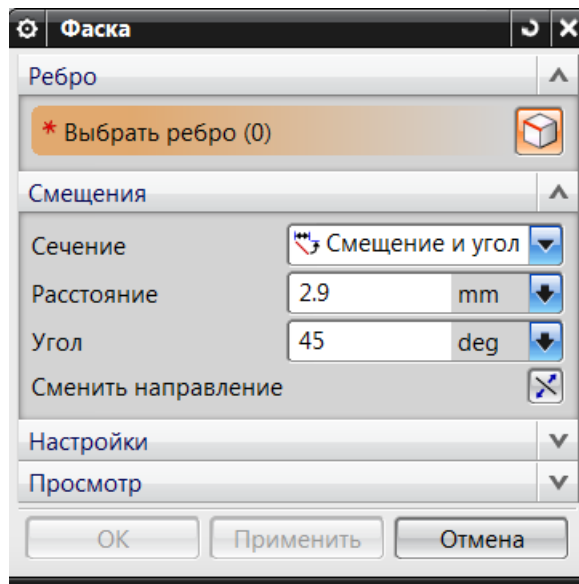 Фаска
Ребро
* Выбрать ребро (0)
Смещения
Сечение Смещение и угол
Расстояние 2.9 mm
Угол 45 deg
Сменить направление
Настройки
Просмотр
ОК Применить Отмена